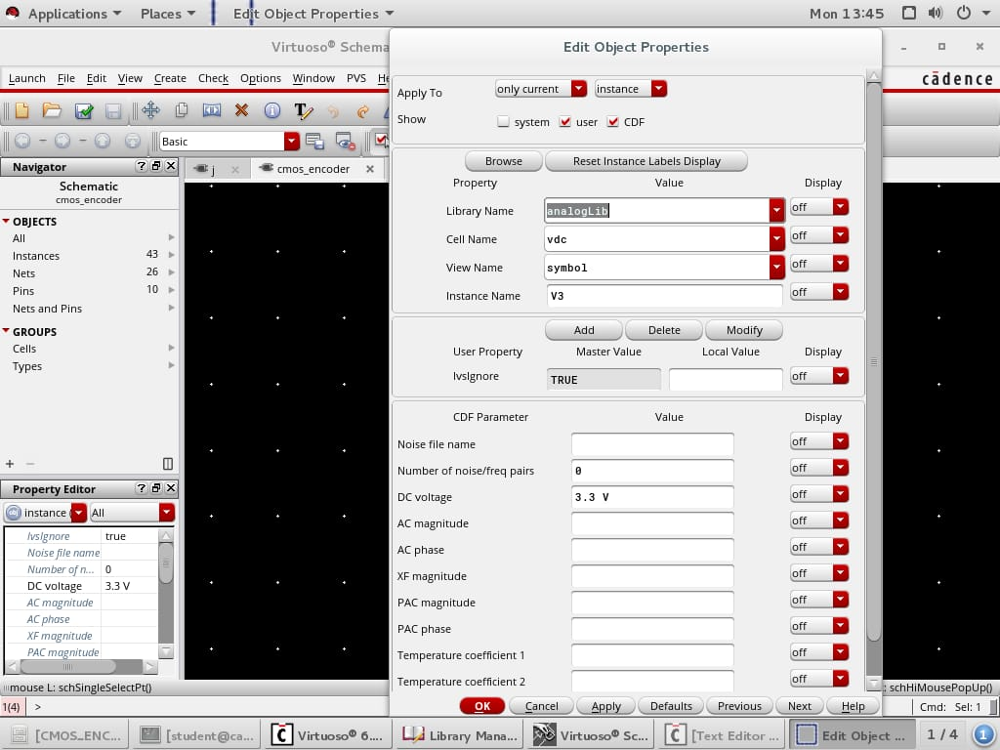 Applications Places Edit Object Properties Mon 13:45
Virtuoso® Schema
Edit Object Properties
Launch File Edit View Create Check Options Window PVS He
cādence
Apply To only current instance
Show system user CDF
Basic
Browse Reset Instance Labels Display
Navigator
j cmos_encoder
Property Value Display
Schematic
cmos_encoder
Library Name analogLib off
OBJECTS
All
Cell Name vdc off
Instances 43
Nets 26
View Name symbol off
Pins 10
Instance Name V3 off
Nets and Pins
GROUPS
Add Delete Modify
Cells
User Property Master Value Local Value Display
Types
lvsIgnore TRUE off
CDF Parameter Value Display
Noise file name off
Number of noise/freq pairs 0 off
DC voltage 3.3 V off
AC magnitude off
AC phase off
XF magnitude off
PAC magnitude off
PAC phase off
Temperature coefficient 1 off
Temperature coefficient 2 off
Property Editor
obj instance ( All
lvsIgnore true
Noise file name
Number of n... 0
DC voltage 3.3 V
AC magnitude
AC phase
XF magnitude
PAC magnitude
mouse L: schSingleSelectPt() : schHiMousePopUp()
1(4) > Cmd: Sel: 1
OK Cancel Apply Defaults Previous Next Help
[CMOS_ENC... [student@ca... Virtuoso® 6.... Library Mana... Virtuoso® Sc... [Text Editor ... Edit Object ... 1 / 4 1